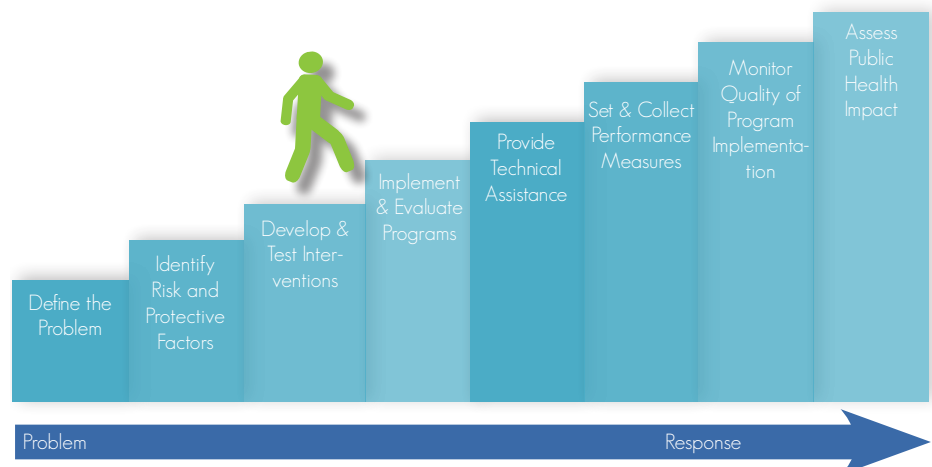 Define the
Problem
Identify
Risk and
Protective
Factors
Develop &
Test Inter-
ventions
Implement
& Evaluate
Programs
Provide
Technical
Assistance
Set & Collect
Performance
Measures
Monitor
Quality of
Program
Implementa-
tion
Assess
Public
Health
Impact
Problem
Response